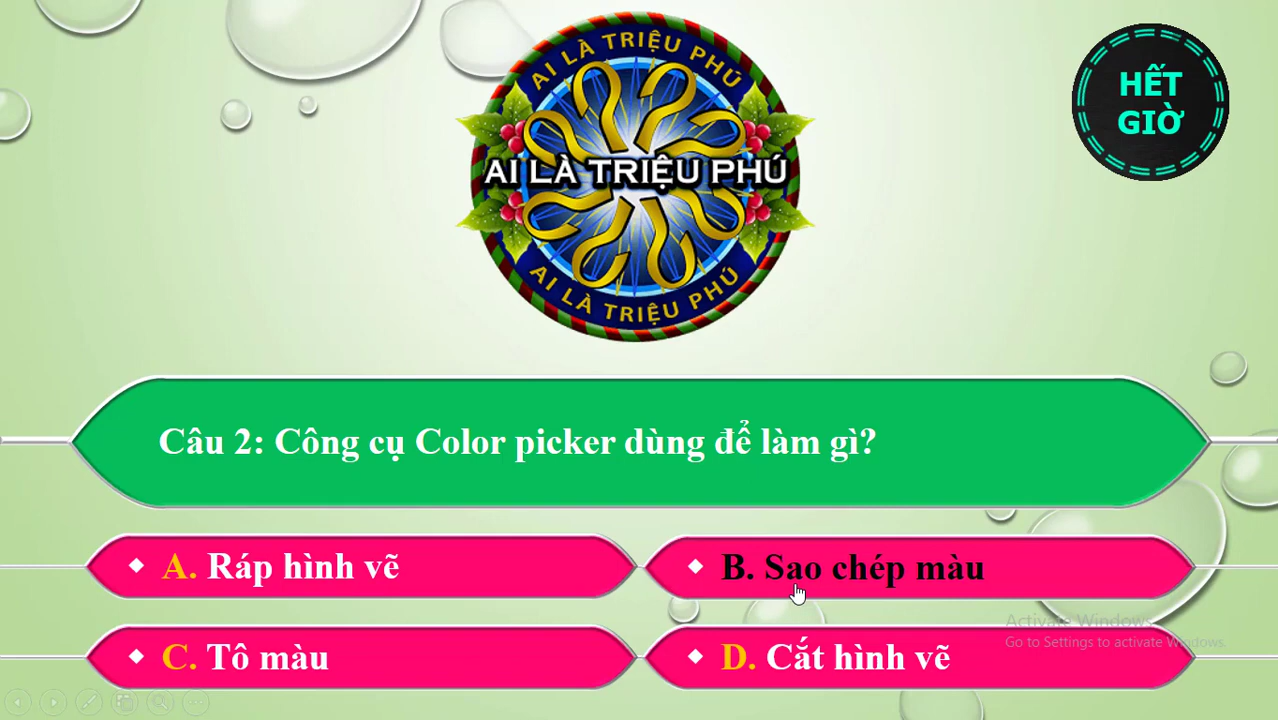 AI LÀ TRIỆU PHÚ
AI LÀ TRIỆU PHÚ
AI LÀ TRIỆU PHÚ
HẾT
GIỜ
Câu 2: Công cụ Color picker dùng để làm gì?
A. Ráp hình vẽ
B. Sao chép màu
C. Tô màu
D. Cắt hình vẽ
Activate Windows
Go to Settings to activate Windows.